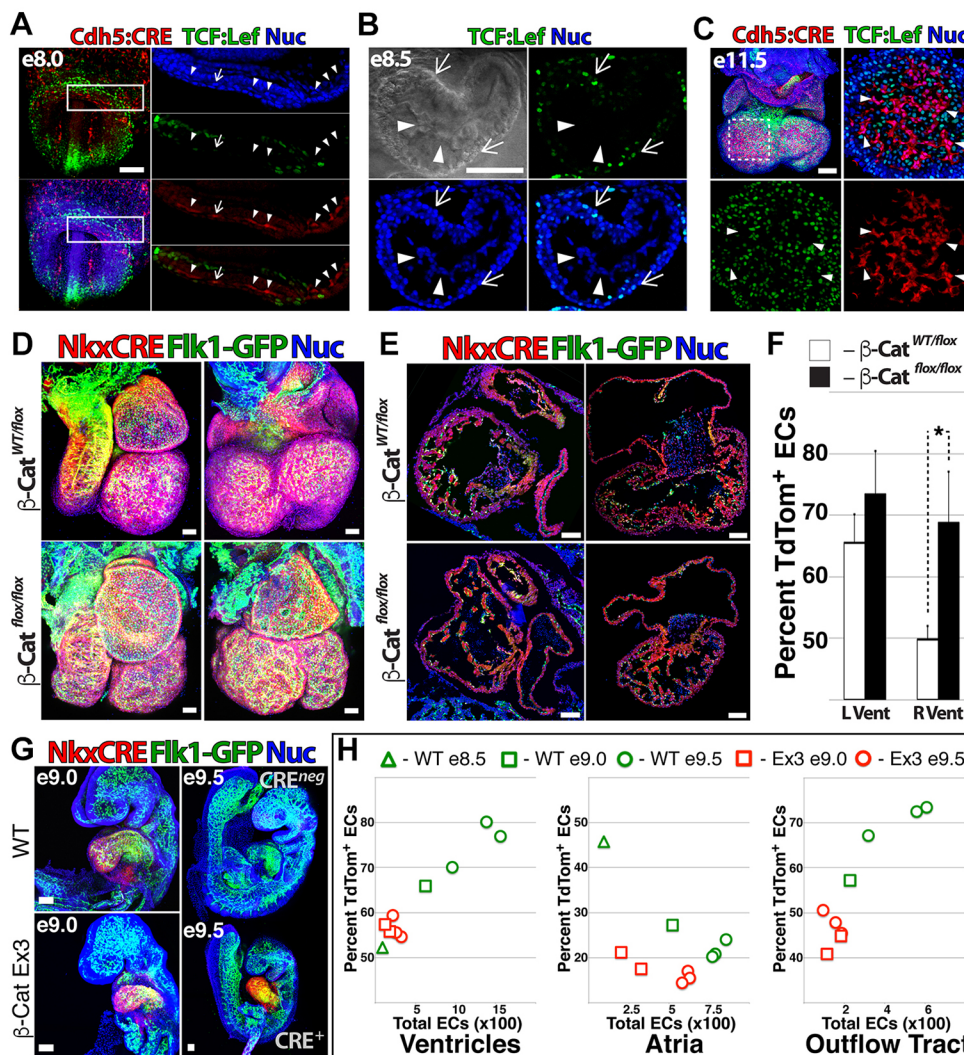 A
Cdh5:CRE TCF:Lef Nuc
e8.0
B
TCF:Lef Nuc
e8.5
C
Cdh5:CRE TCF:Lef Nuc
e11.5
D
NkxCRE Flk1-GFP Nuc
β-Cat WT/flox
β-Cat flox/flox
E
NkxCRE Flk1-GFP Nuc
β-Cat WT/flox
β-Cat flox/flox
F
– β-Cat WT/flox
– β-Cat flox/flox
Percent TdTom+ ECs
80
70
60
50
*
L Vent R Vent
G
NkxCRE Flk1-GFP Nuc
WT
e9.0
e9.5
CRE neg
β-Cat Ex3
e9.0
e9.5
CRE+
H
- WT e8.5 - WT e9.0 - WT e9.5 - Ex3 e9.0 - Ex3 e9.5
Percent TdTom+ ECs
80
70
60
50
5 10 15
Total ECs (x100)
Ventricles
Percent TdTom+ ECs
50
40
30
20
2.5 5 7.5
Total ECs (x100)
Atria
Percent TdTom+ ECs
70
60
50
40
2 4 6
Total ECs (x100)
Outflow Tract